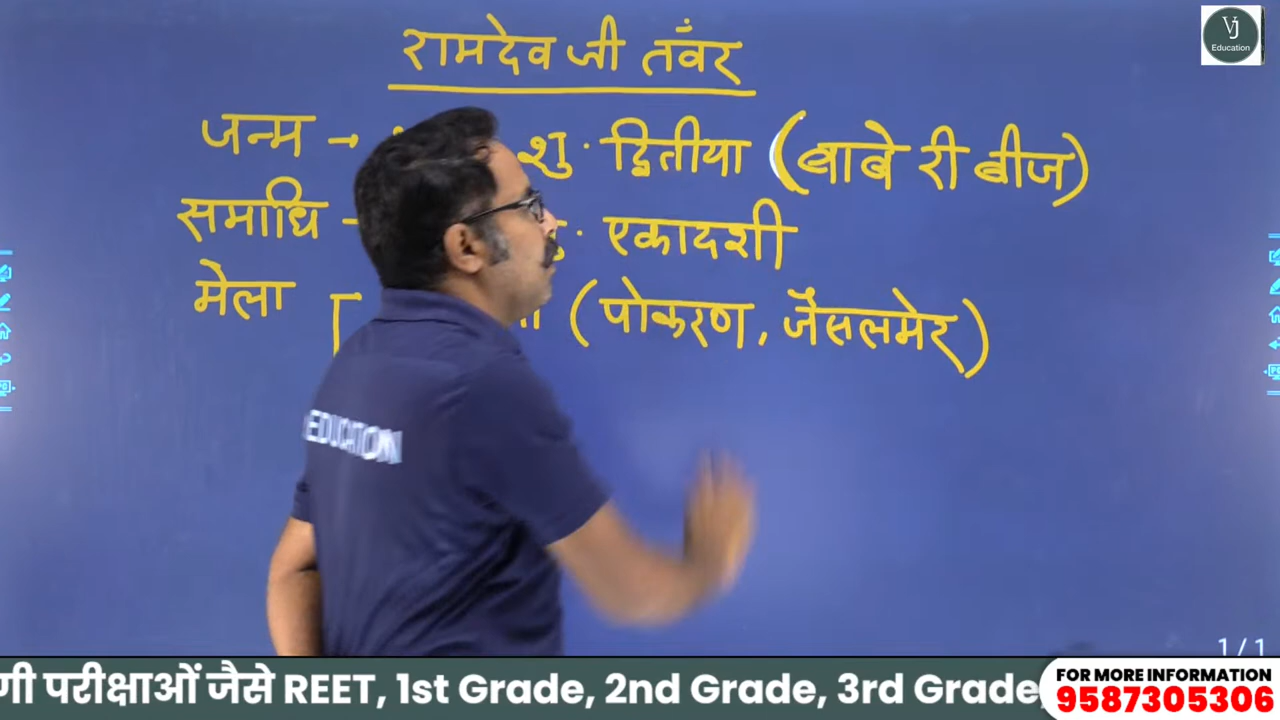 रामदेव जी तँवर
Vj
Education
जन्म → शु. द्वितीया (बाबे री बीज)
समाधि - . एकादशी
मेला [ (पोकरण, जैसलमेर)
EDUCATION
1/1
गी परीक्षाओं जैसे REET, 1st Grade, 2nd Grade, 3rd Grade,
FOR MORE INFORMATION
9587305306